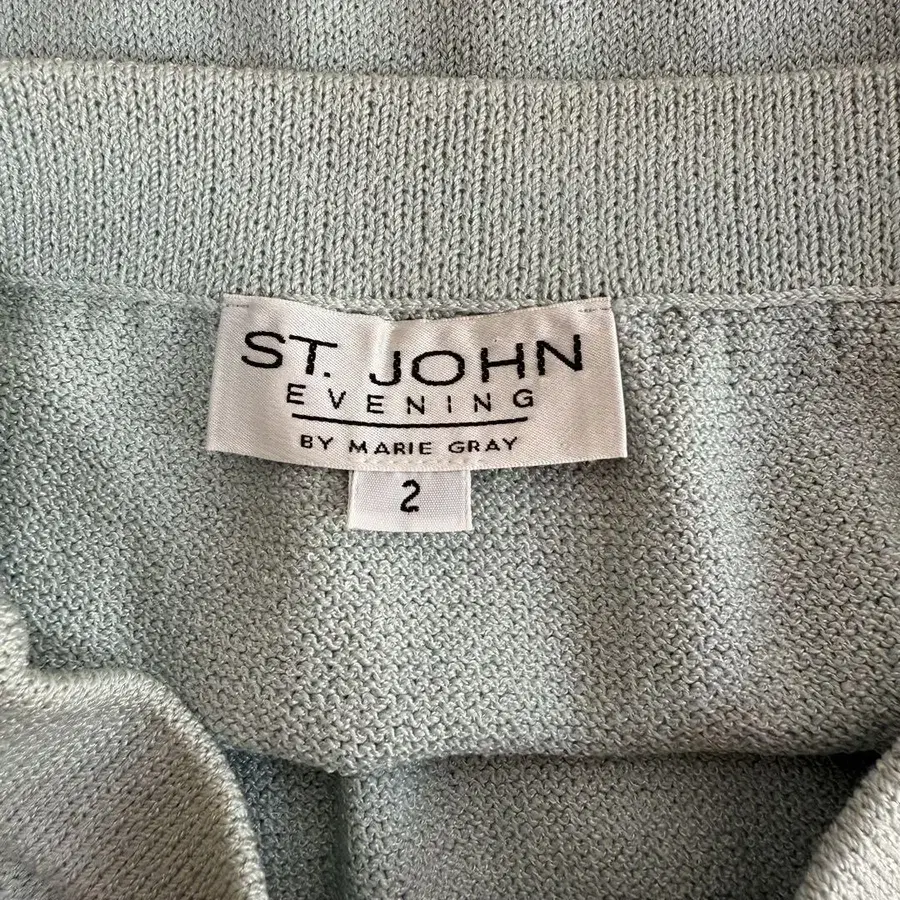 ST. JOHN
EVENING
BY MARIE GRAY
2